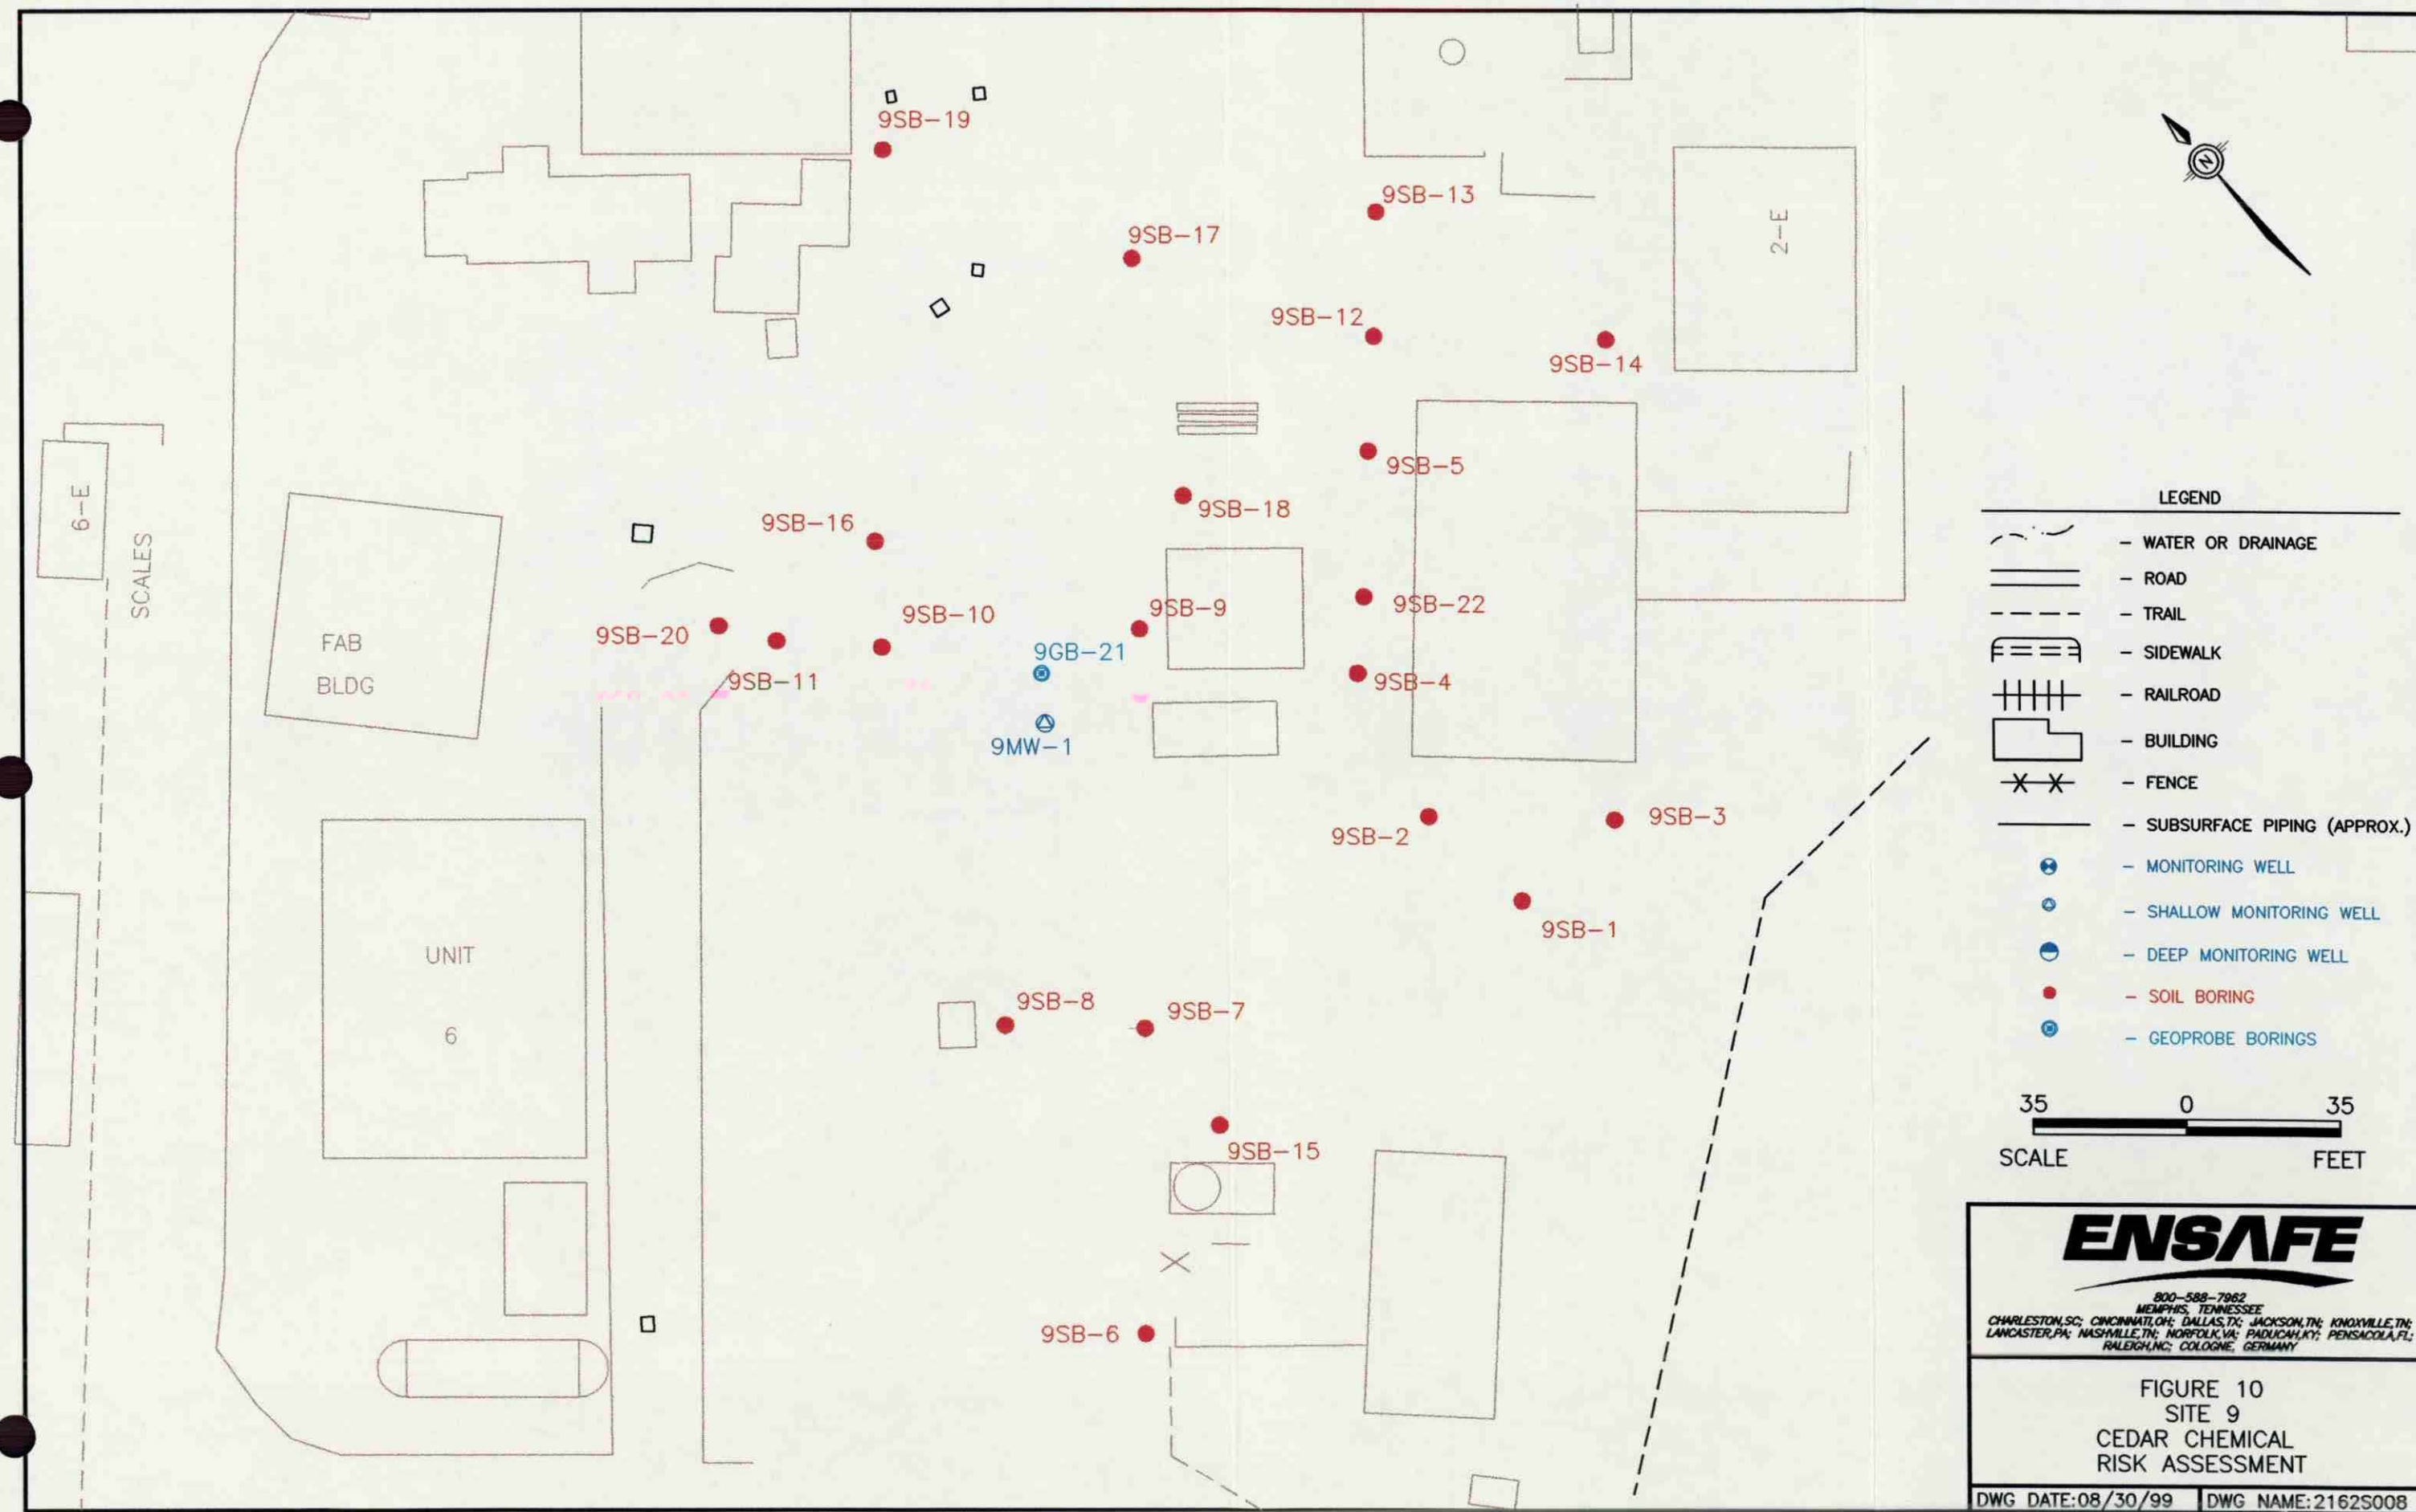 9SB-19
9SB-13
9SB-17
2-E
9SB-12
9SB-14
9SB-5
9SB-18
6-E
SCALES
9SB-16
9SB-22
9SB-9
9SB-10
9SB-20
FAB
BLDG
9GB-21
9SB-11
9SB-4
9MW-1
9SB-2
9SB-3
9SB-1
UNIT
6
9SB-8
9SB-7
9SB-15
9SB-6
N
LEGEND
- WATER OR DRAINAGE
- ROAD
- TRAIL
- SIDEWALK
- RAILROAD
- BUILDING
- FENCE
- SUBSURFACE PIPING (APPROX.)
- MONITORING WELL
- SHALLOW MONITORING WELL
- DEEP MONITORING WELL
- SOIL BORING
- GEOPROBE BORINGS
35 0 35
SCALE FEET
ENSAFE
800-588-7962
MEMPHIS, TENNESSEE
CHARLESTON,SC; CINCINNATI,OH; DALLAS,TX; JACKSON,TN; KNOXVILLE,TN;
LANCASTER,PA; NASHVILLE,TN; NORFOLK,VA; PADUCAH,KY; PENSACOLA,FL;
RALEIGH,NC; COLOGNE, GERMANY
FIGURE 10
SITE 9
CEDAR CHEMICAL
RISK ASSESSMENT
DWG DATE:08/30/99 DWG NAME:2162S008